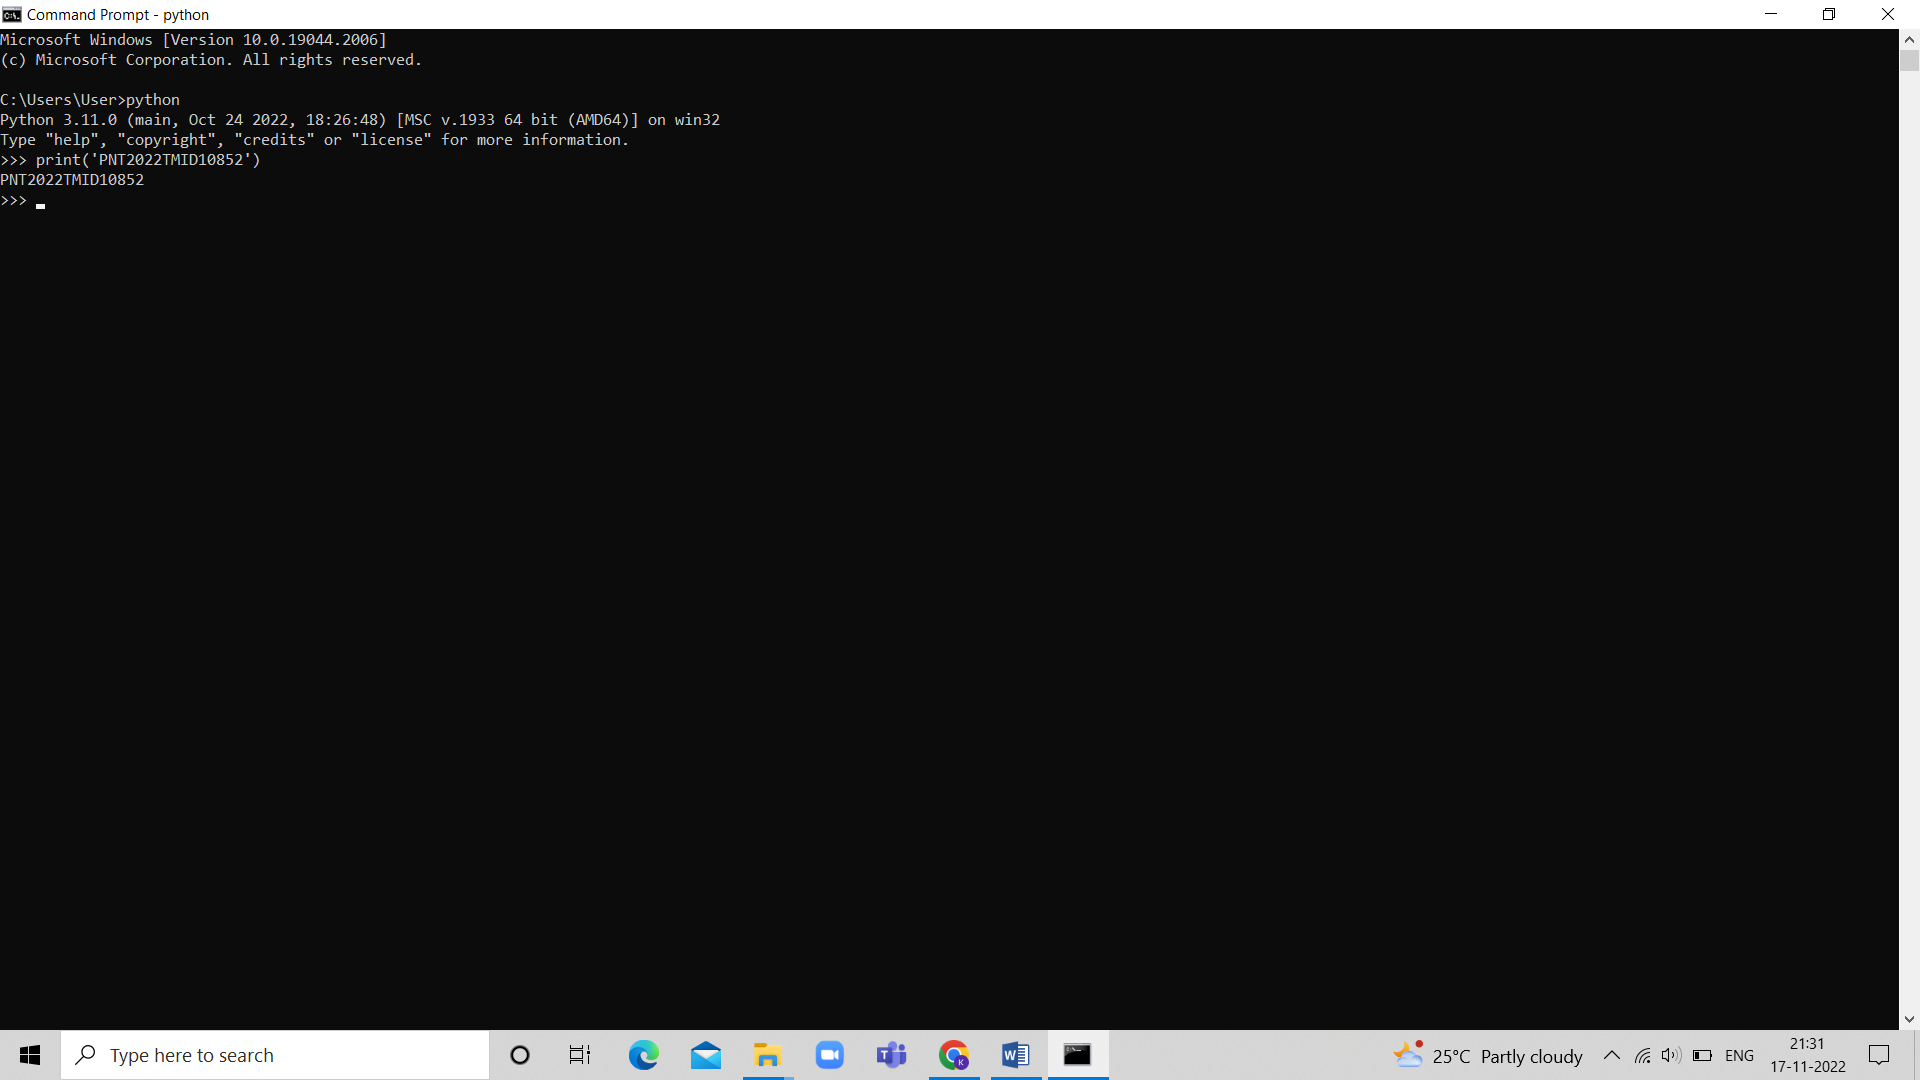 Command Prompt - python
Microsoft Windows [Version 10.0.19044.2006]
(c) Microsoft Corporation. All rights reserved.
C:\Users\User>python
Python 3.11.0 (main, Oct 24 2022, 18:26:48) [MSC v.1933 64 bit (AMD64)] on win32
Type "help", "copyright", "credits" or "license" for more information.
>>> print('PNT2022TMID10852')
PNT2022TMID10852
>>> 
Type here to search
25°C Partly cloudy
ENG
21:31
17-11-2022